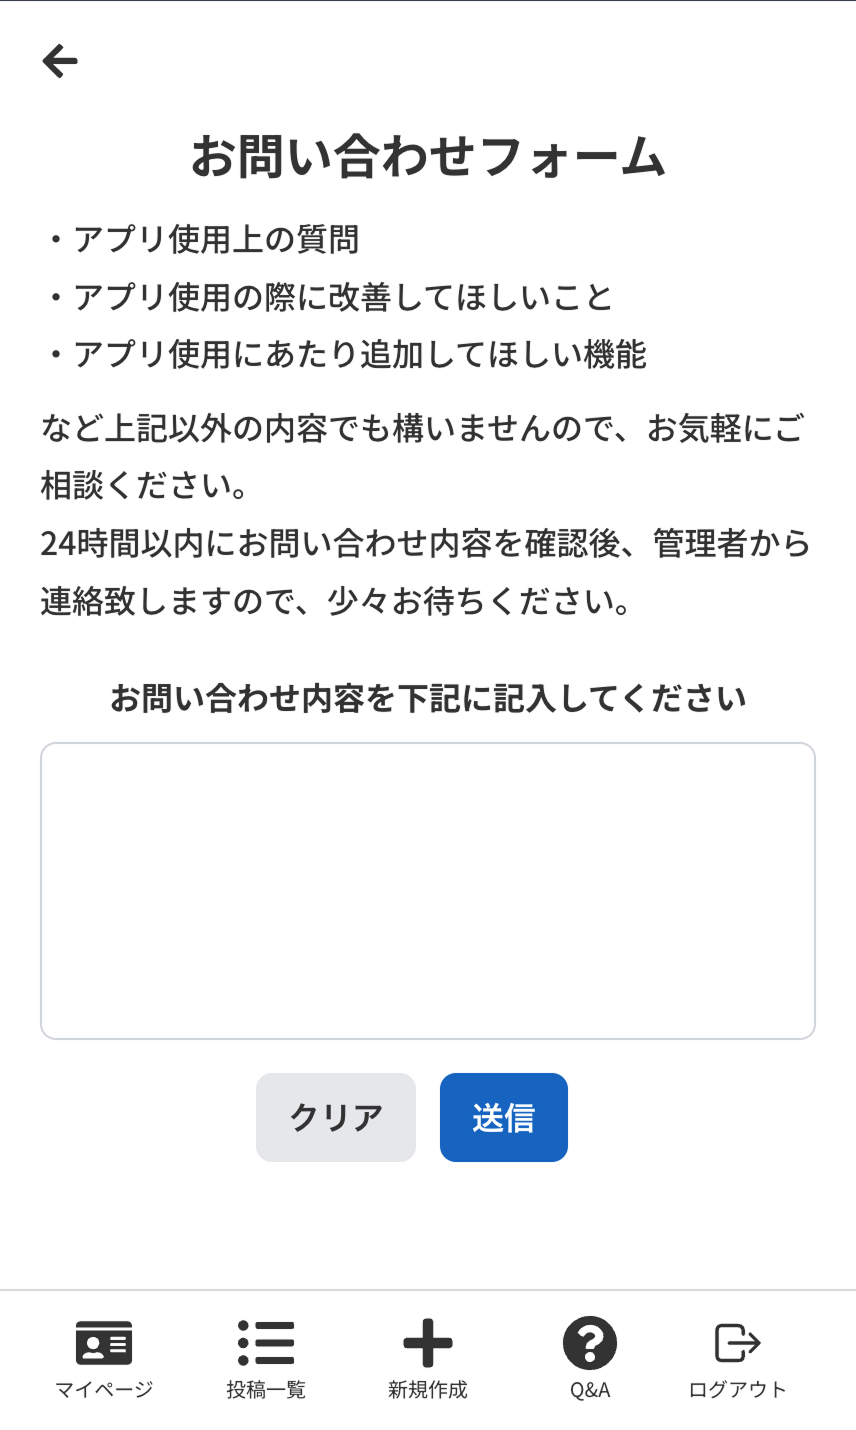 お問い合わせフォーム
・アプリ使用上の質問
・アプリ使用の際に改善してほしいこと
・アプリ使用にあたり追加してほしい機能
など上記以外の内容でも構いませんので、お気軽にご
相談ください。
24時間以内にお問い合わせ内容を確認後、管理者から
連絡致しますので、少々お待ちください。
お問い合わせ内容を下記に記入してください
クリア 送信
マイページ 投稿一覧 新規作成 Q&A ログアウト